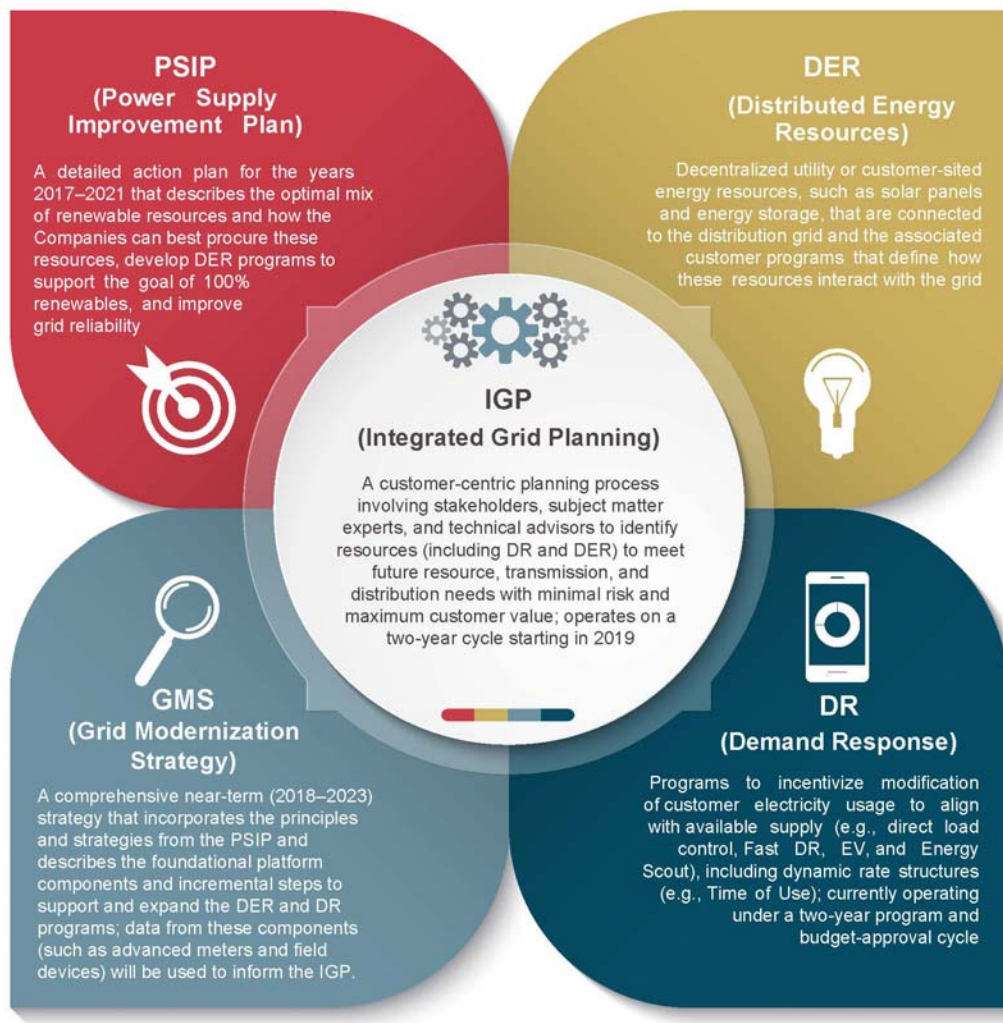 PSIP
(Power Supply
Improvement Plan)
A detailed action plan for the years
2017–2021 that describes the optimal mix
of renewable resources and how the
Companies can best procure these
resources, develop DER programs to
support the goal of 100%
renewables, and improve
grid reliability
DER
(Distributed Energy
Resources)
Decentralized utility or customer-sited
energy resources, such as solar panels
and energy storage, that are connected
to the distribution grid and the associated
customer programs that define how
these resources interact with the grid
IGP
(Integrated Grid Planning)
A customer-centric planning process
involving stakeholders, subject matter
experts, and technical advisors to identify
resources (including DR and DER) to meet
future resource, transmission, and
distribution needs with minimal risk and
maximum customer value; operates on a
two-year cycle starting in 2019
GMS
(Grid Modernization
Strategy)
A comprehensive near-term (2018–2023)
strategy that incorporates the principles
and strategies from the PSIP and
describes the foundational platform
components and incremental steps to
support and expand the DER and DR
programs; data from these components
(such as advanced meters and field
devices) will be used to inform the IGP.
DR
(Demand Response)
Programs to incentivize modification
of customer electricity usage to align
with available supply (e.g., direct load
control, Fast DR, EV, and Energy
Scout), including dynamic rate structures
(e.g., Time of Use); currently operating
under a two-year program and
budget-approval cycle